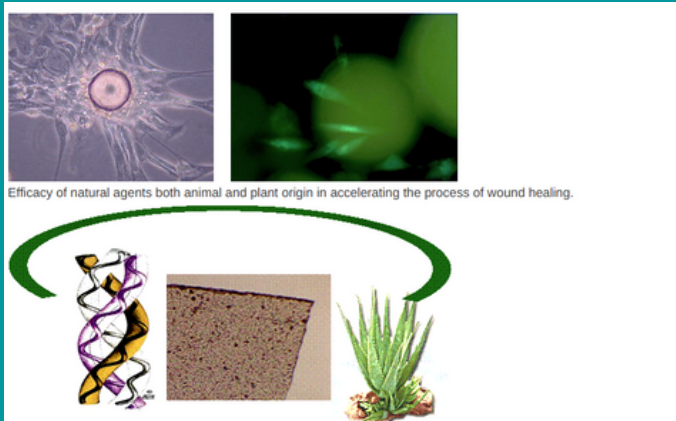 Efficacy of natural agents both animal and plant origin in accelerating the process of wound healing.